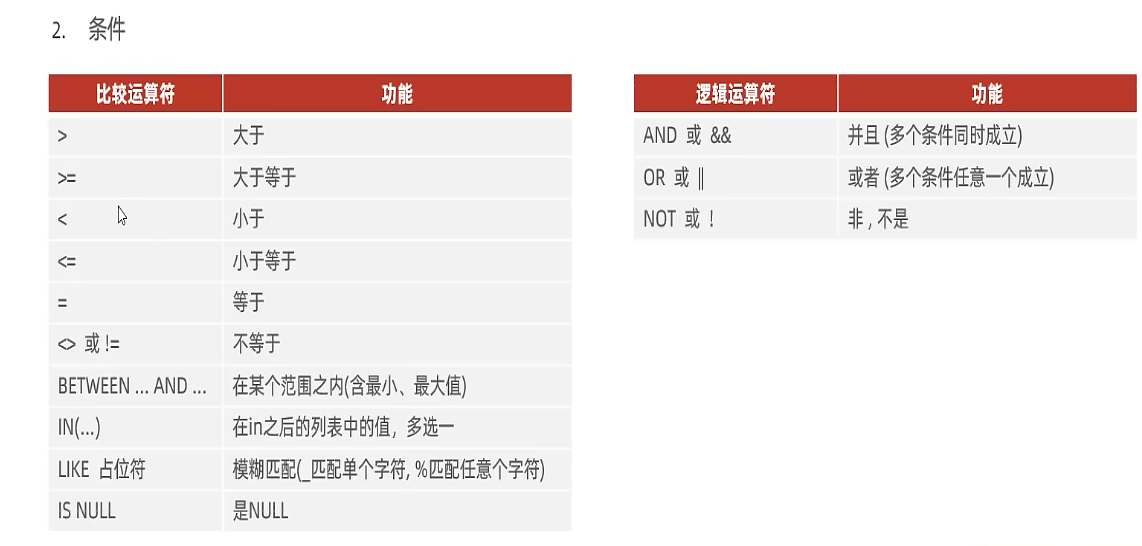 2. 条件
比较运算符 功能
> 大于
>= 大于等于
< 小于
<= 小于等于
= 等于
<> 或 != 不等于
BETWEEN ... AND ... 在某个范围之内(含最小、最大值)
IN(...) 在in之后的列表中的值，多选一
LIKE 占位符 模糊匹配(_匹配单个字符, %匹配任意个字符)
IS NULL 是NULL
逻辑运算符 功能
AND 或 && 并且 (多个条件同时成立)
OR 或 || 或者 (多个条件任意一个成立)
NOT 或 ! 非 , 不是